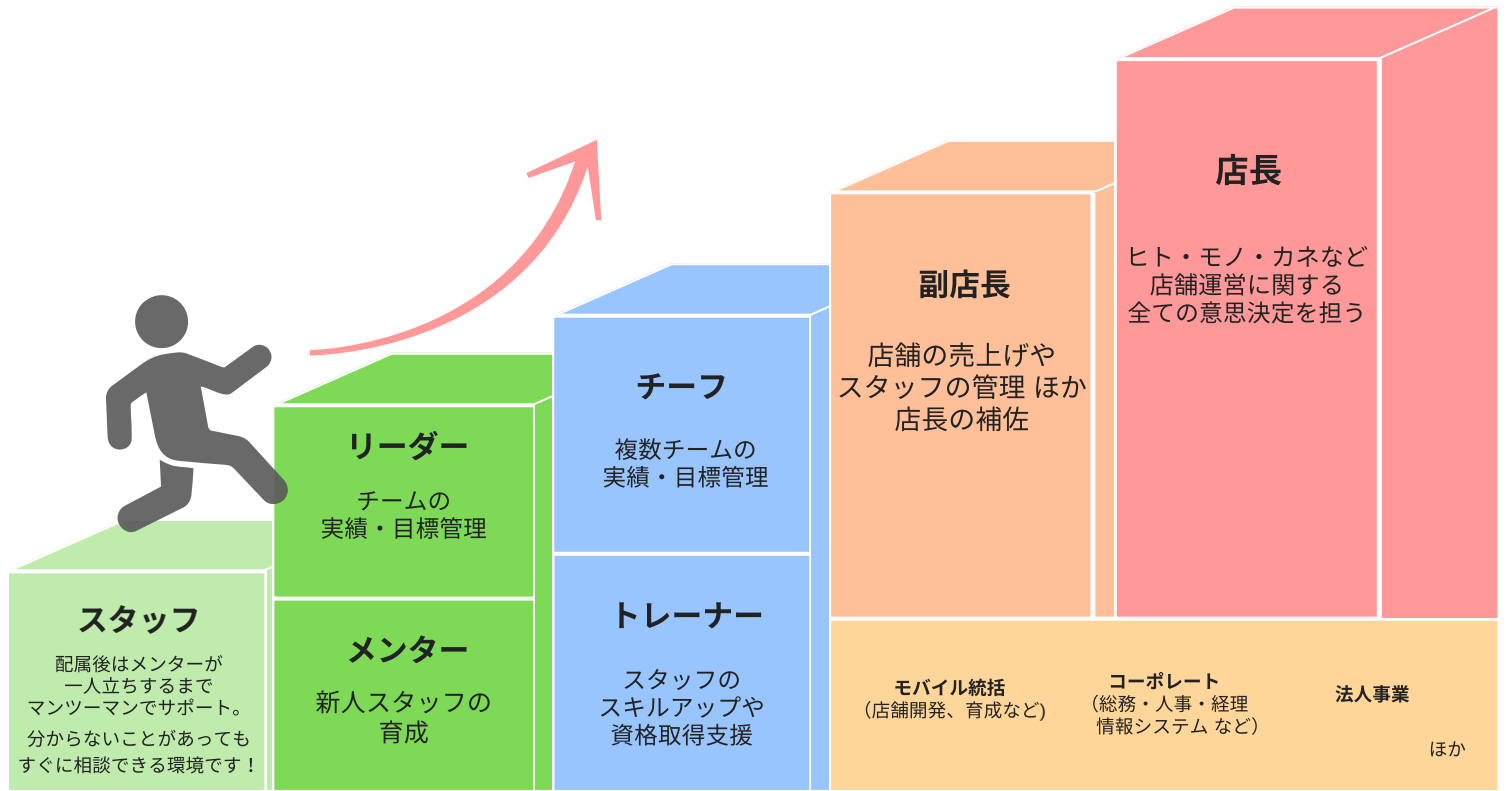 スタッフ
配属後はメンターが
一人立ちするまで
マンツーマンでサポート。
分からないことがあっても
すぐに相談できる環境です！
リーダー
チームの
実績・目標管理
メンター
新人スタッフの
育成
チーフ
複数チームの
実績・目標管理
トレーナー
スタッフの
スキルアップや
資格取得支援
副店長
店舗の売上げや
スタッフの管理 ほか
店長の補佐
店長
ヒト・モノ・カネなど
店舗運営に関する
全ての意思決定を担う
モバイル統括
（店舗開発、育成など)
コーポレート
（総務・人事・経理
情報システム など）
法人事業
ほか